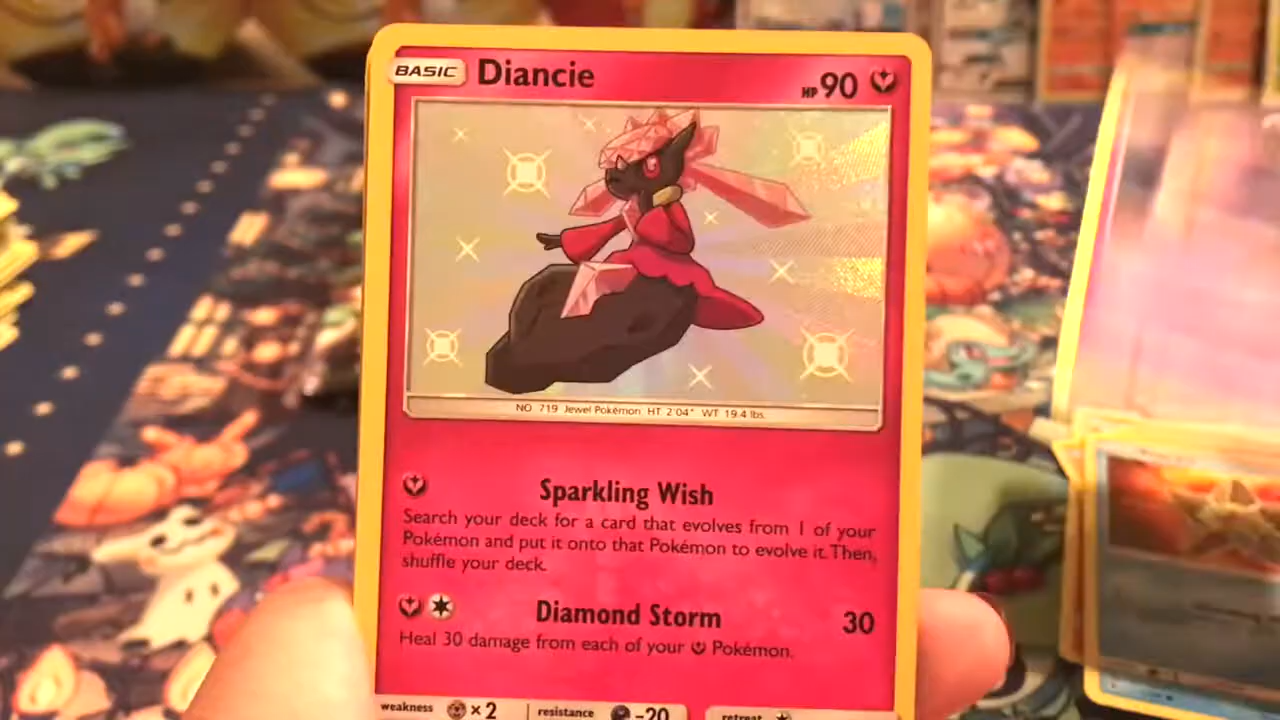 BASIC Diancie HP 90
NO. 719 Jewel Pokémon HT 2'04" WT 19.4 lbs.
Sparkling Wish
Search your deck for a card that evolves from 1 of your
Pokémon and put it onto that Pokémon to evolve it. Then,
shuffle your deck.
Diamond Storm 30
Heal 30 damage from each of your Pokémon.
weakness ×2 resistance -20 retreat